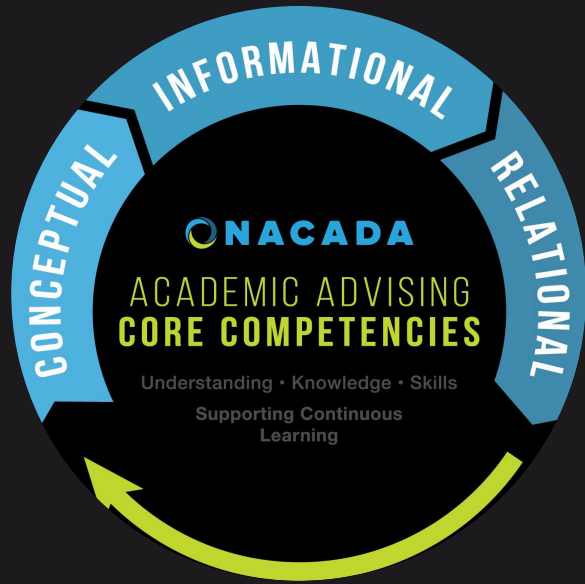 CONCEPTUAL
INFORMATIONAL
RELATIONAL
NACADA
ACADEMIC ADVISING
CORE COMPETENCIES
Understanding • Knowledge • Skills
Supporting Continuous
Learning